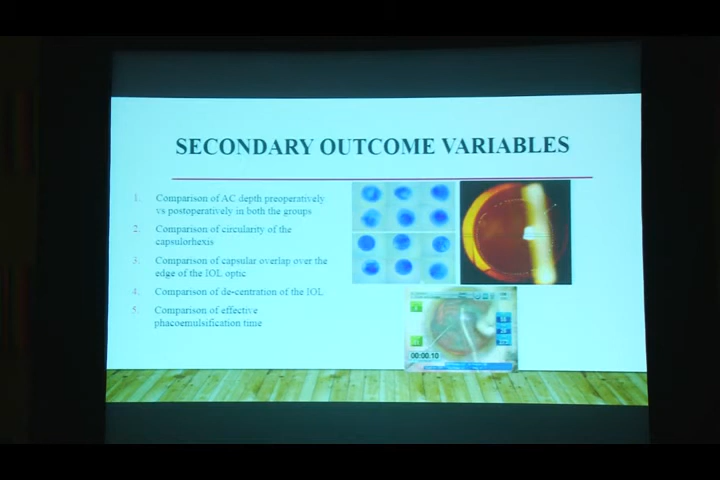 SECONDARY OUTCOME VARIABLES
1. Comparison of AC depth preoperatively
vs postoperatively in both the groups
2. Comparison of circularity of the
capsulorhexis
3. Comparison of capsular overlap over the
edge of the IOL optic
4. Comparison of de-centration of the IOL
5. Comparison of effective
phacoemulsification time
00:00.10